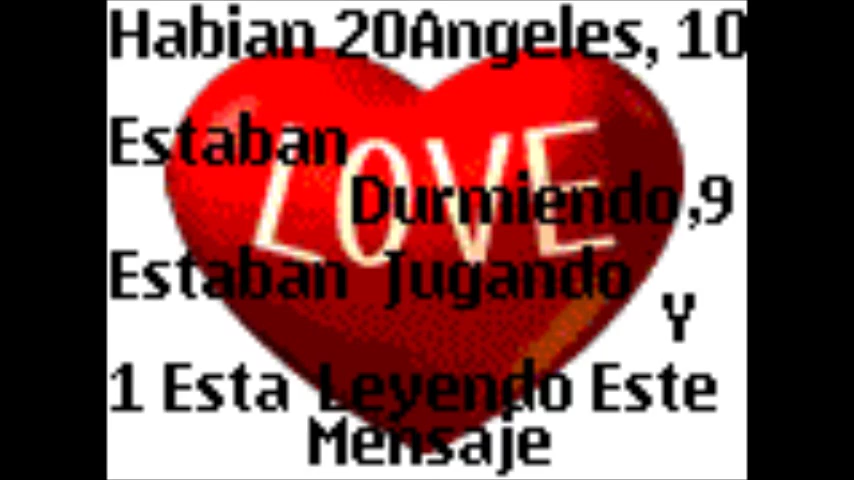 Habian 20Angeles, 10
LOVE
Estaban
Durmiendo,9
Estaban Jugando
Y
1 Esta Leyendo Este
Mensaje